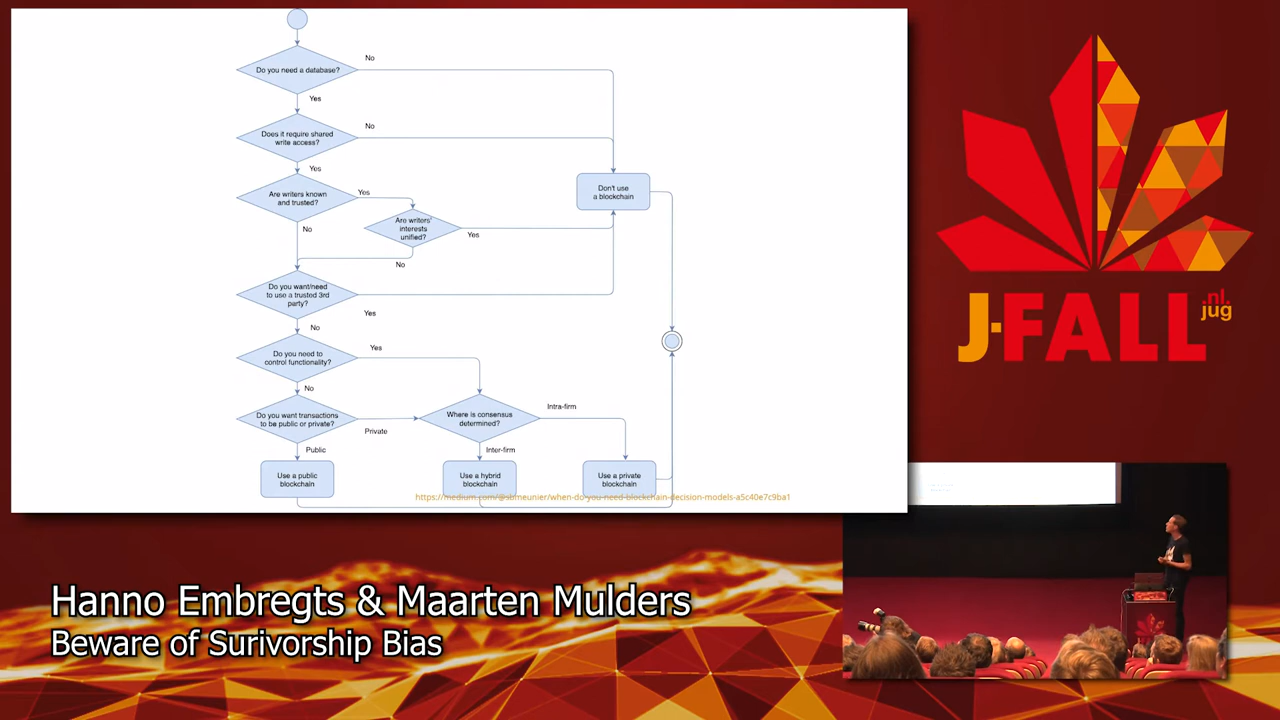 Do you need a database?
No
Yes
Does it require shared
write access?
No
Yes
Are writers known
and trusted?
Yes
No
Are writers'
interests
unified?
Yes
No
Don't use
a blockchain
Do you want/need
to use a trusted 3rd
party?
Yes
No
Do you need to
control functionality?
Yes
No
Do you want transactions
to be public or private?
Private
Public
Where is consensus
determined?
Intra-firm
Inter-firm
Use a public
blockchain
Use a hybrid
blockchain
Use a private
blockchain
https://medium.com/@sbmeunier/when-do-you-need-blockchain-decision-models-a5c40e7c9ba1
J-FALL
.nl.
jug
Hanno Embregts & Maarten Mulders
Beware of Surivorship Bias